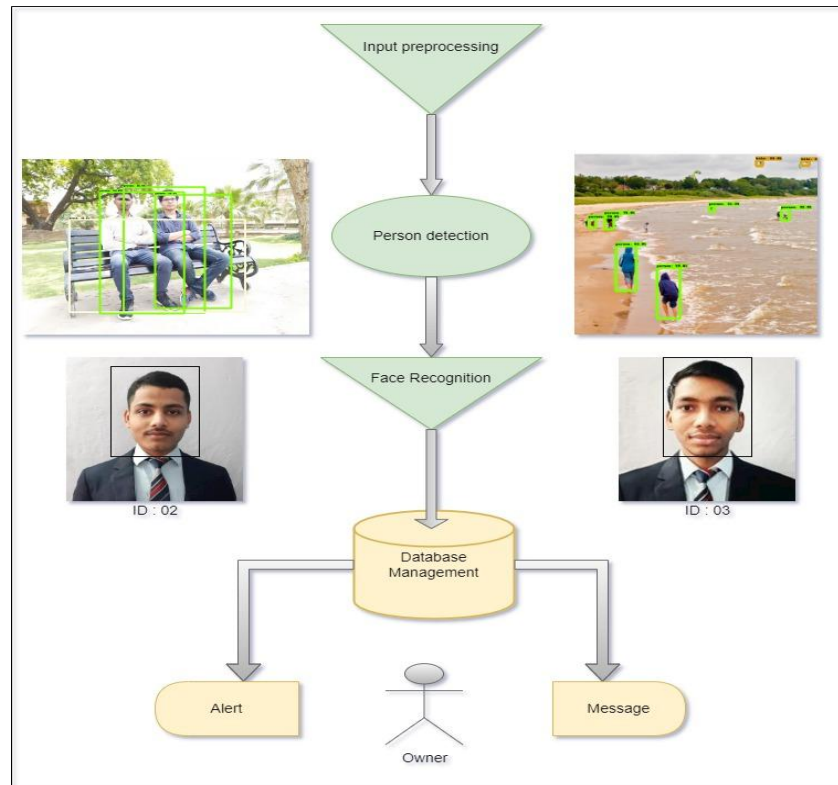 Input preprocessing
Person detection
Face Recognition
ID : 02
ID : 03
Database
Management
Alert
Message
Owner